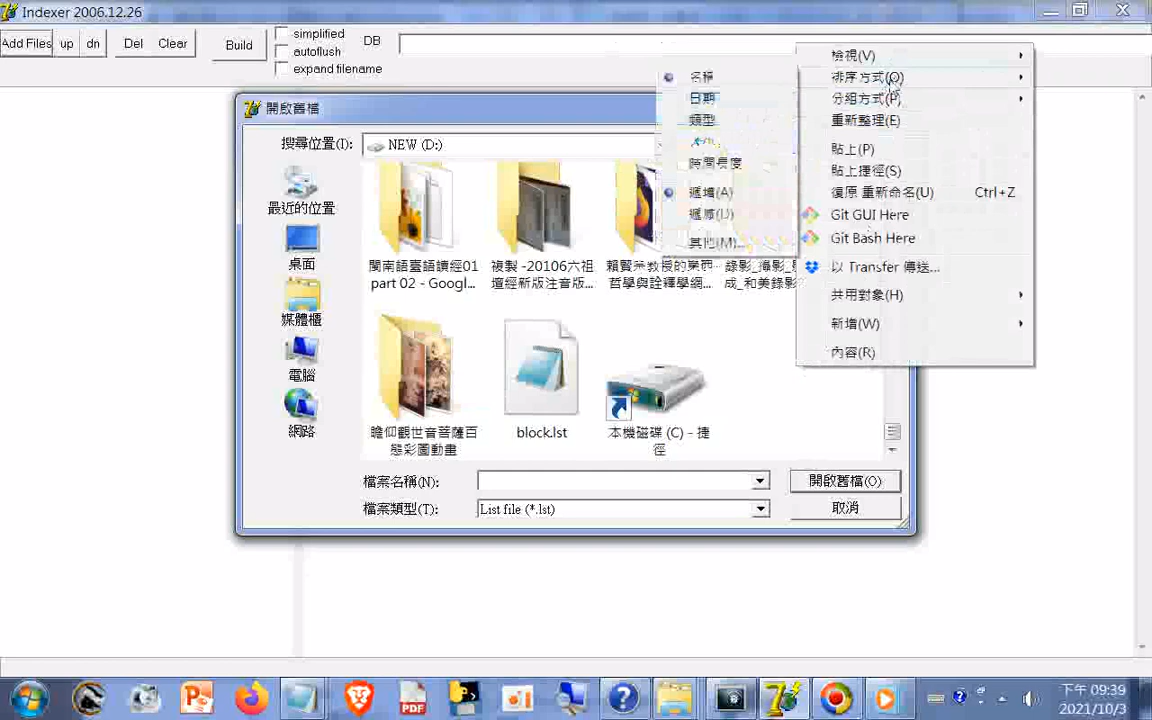 Indexer 2006.12.26
Add Files up dn Del Clear Build
simplified
autoflush
expand filename
DB
開啟舊檔
搜尋位置(I):
NEW (D:)
最近的位置
桌面
媒體櫃
電腦
網路
閩南語臺語讀經01
part 02 - Googl...
複製 -20106六祖
壇經新版注音版...
哲學與詮釋學網...
成_和美錄影
瞻仰觀世音菩薩百
態彩圖動畫
block.lst
本機磁碟 (C) - 捷
徑
檔案名稱(N):
開啟舊檔(O)
檔案類型(T):
List file (*.lst)
取消
名稱
日期
類型
時間長度
遞增(A)
遞減(D)
其他(M)...
檢視(V)
排序方式(O)
分組方式(P)
重新整理(E)
貼上(P)
貼上捷徑(S)
復原 重新命名(U) Ctrl+Z
Git GUI Here
Git Bash Here
以 Transfer 傳送...
共用對象(H)
新增(W)
內容(R)
下午 09:39
2021/10/3